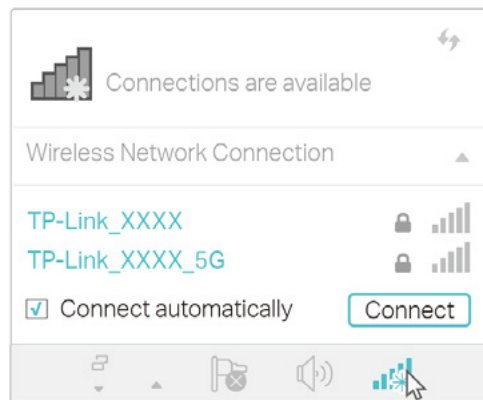 Connections are available
Wireless Network Connection
TP-Link_XXXX
TP-Link_XXXX_5G
Connect automatically
Connect